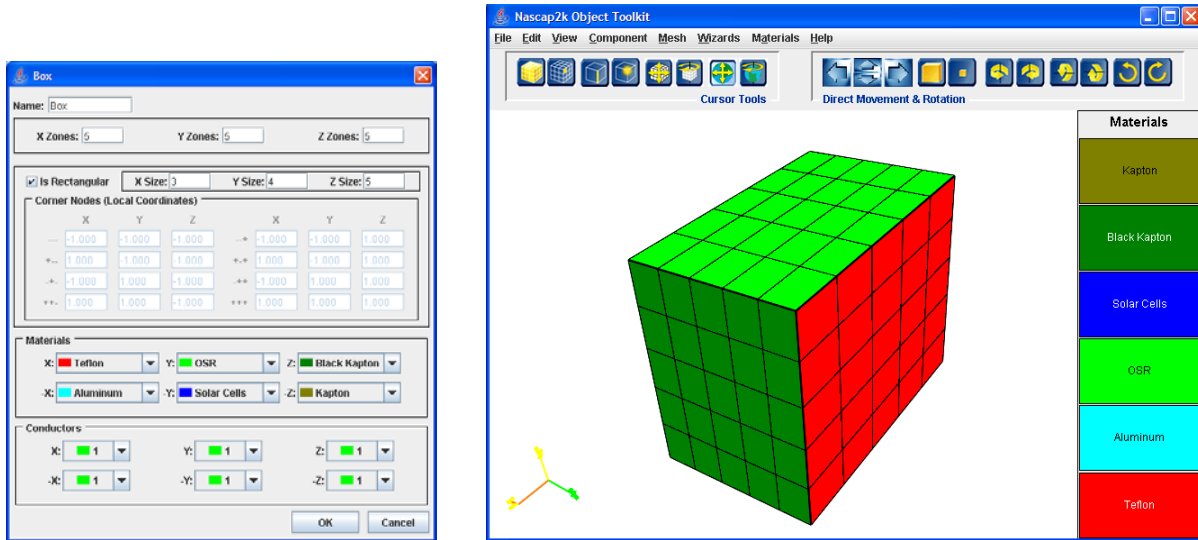 Box
Name: Box
X Zones: 5 Y Zones: 5 Z Zones: 5
Is Rectangular X Size: 3 Y Size: 4 Z Size: 5
Corner Nodes (Local Coordinates)
X Y Z X Y Z
--- -1.000 -1.000 -1.000 --+ -1.000 -1.000 1.000
+-- 1.000 -1.000 -1.000 +-+ 1.000 -1.000 1.000
-+- -1.000 1.000 -1.000 -++ -1.000 1.000 1.000
++- 1.000 1.000 -1.000 +++ 1.000 1.000 1.000
Materials
X: Teflon Y: OSR Z: Black Kapton
-X: Aluminum -Y: Solar Cells -Z: Kapton
Conductors
X: 1 Y: 1 Z: 1
-X: 1 -Y: 1 -Z: 1
OK Cancel
Nascap2k Object Toolkit
File Edit View Component Mesh Wizards Materials Help
Cursor Tools Direct Movement & Rotation
Materials
Kapton
Black Kapton
Solar Cells
OSR
Aluminum
Teflon